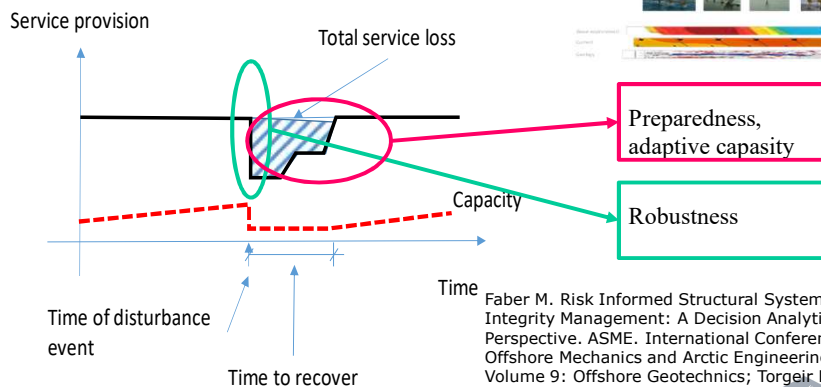 Service provision
Total service loss
Preparedness,
adaptive capasity
Capacity
Robustness
Time
Time of disturbance
event
Time to recover
Faber M. Risk Informed Structural System
Integrity Management: A Decision Analyti
Perspective. ASME. International Conferen
Offshore Mechanics and Arctic Engineering
Volume 9: Offshore Geotechnics; Torgeir